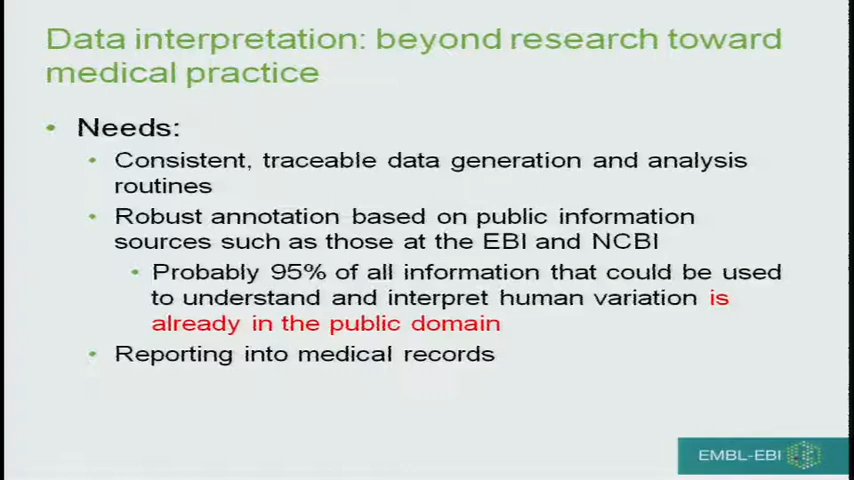 Data interpretation: beyond research toward
medical practice
• Needs:
• Consistent, traceable data generation and analysis
routines
• Robust annotation based on public information
sources such as those at the EBI and NCBI
• Probably 95% of all information that could be used
to understand and interpret human variation is
already in the public domain
• Reporting into medical records
EMBL-EBI